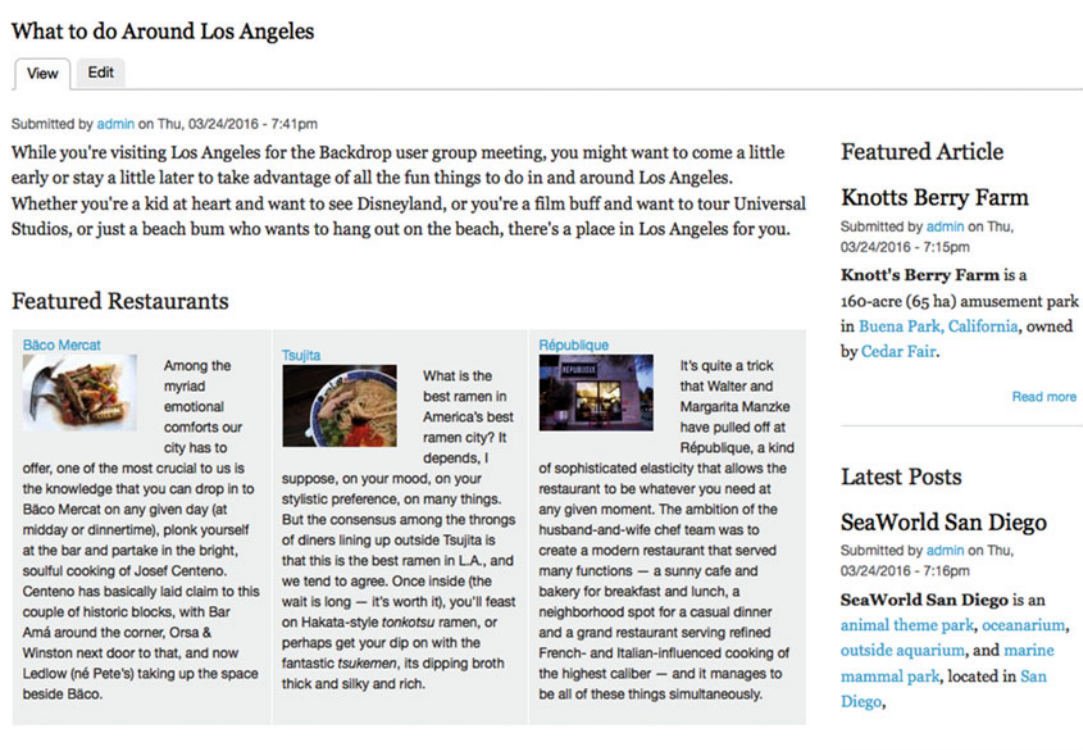 What to do Around Los Angeles
View
Edit
Submitted by admin on Thu, 03/24/2016 - 7:41pm
While you're visiting Los Angeles for the Backdrop user group meeting, you might want to come a little
early or stay a little later to take advantage of all the fun things to do in and around Los Angeles.
Whether you're a kid at heart and want to see Disneyland, or you're a film buff and want to tour Universal
Studios, or just a beach bum who wants to hang out on the beach, there's a place in Los Angeles for you.
Featured Restaurants
Bäco Mercat
Among the
myriad
emotional
comforts our
city has to
offer, one of the most crucial to us is
the knowledge that you can drop in to
Bäco Mercat on any given day (at
midday or dinnertime), plonk yourself
at the bar and partake in the bright,
soulful cooking of Josef Centeno.
Centeno has basically laid claim to this
couple of historic blocks, with Bar
Amá around the corner, Orsa &
Winston next door to that, and now
Ledlow (né Pete's) taking up the space
beside Bäco.
Tsujita
What is the
best ramen in
America's best
ramen city? It
depends, I
suppose, on your mood, on your
stylistic preference, on many things.
But the consensus among the throngs
of diners lining up outside Tsujita is
that this is the best ramen in L.A., and
we tend to agree. Once inside (the
wait is long — it's worth it), you'll feast
on Hakata-style tonkotsu ramen, or
perhaps get your dip on with the
fantastic tsukemen, its dipping broth
thick and silky and rich.
République
RÉPUBLIQUE
It's quite a trick
that Walter and
Margarita Manzke
have pulled off at
République, a kind
of sophisticated elasticity that allows the
restaurant to be whatever you need at
any given moment. The ambition of the
husband-and-wife chef team was to
create a modern restaurant that served
many functions — a sunny cafe and
bakery for breakfast and lunch, a
neighborhood spot for a casual dinner
and a grand restaurant serving refined
French- and Italian-influenced cooking of
the highest caliber — and it manages to
be all of these things simultaneously.
Featured Article
Knotts Berry Farm
Submitted by admin on Thu,
03/24/2016 - 7:15pm
Knott's Berry Farm is a
160-acre (65 ha) amusement park
in Buena Park, California, owned
by Cedar Fair.
Read more
Latest Posts
SeaWorld San Diego
Submitted by admin on Thu,
03/24/2016 - 7:16pm
SeaWorld San Diego is an
animal theme park, oceanarium,
outside aquarium, and marine
mammal park, located in San
Diego,